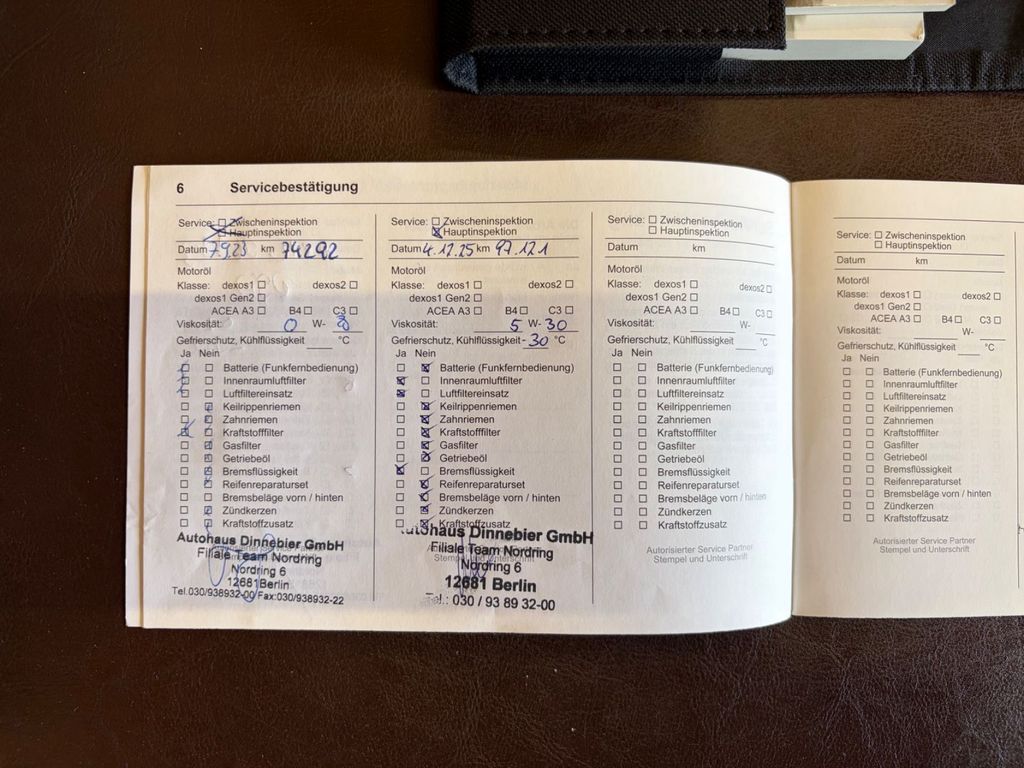 6 Servicebestätigung
Service: ☐ Zwischeninspektion
☒ Hauptinspektion
Datum 7.9.23 km 74292
Motoröl
Klasse: dexos1 ☐ dexos2 ☐
dexos1 Gen2 ☐
ACEA A3 ☐ B4 ☐ C3 ☐
Viskosität: 0 W-
Gefrierschutz, Kühlflüssigkeit °C
Ja Nein
Batterie (Funkfernbedienung)
Innenraumluftfilter
Luftfiltereinsatz
Keilrippenriemen
Zahnriemen
Kraftstofffilter
Gasfilter
Getriebeöl
Bremsflüssigkeit
Reifenreparaturset
Bremsbeläge vorn / hinten
Zündkerzen
Kraftstoffzusatz
Autohaus Dinnebier GmbH
Filiale Team Nordring
Nordring 6
12681 Berlin
Tel.030/938932-00 Fax:030/938932-22
Service: ☐ Zwischeninspektion
☒ Hauptinspektion
Datum 4.12.25 km 97.121
Motoröl
Klasse: dexos1 ☐ dexos2 ☐
dexos1 Gen2 ☐
ACEA A3 ☐ B4 ☐ C3 ☐
Viskosität: 5 W- 30
Gefrierschutz, Kühlflüssigkeit - 30 °C
Ja Nein
Batterie (Funkfernbedienung)
Innenraumluftfilter
Luftfiltereinsatz
Keilrippenriemen
Zahnriemen
Kraftstofffilter
Gasfilter
Getriebeöl
Bremsflüssigkeit
Reifenreparaturset
Bremsbeläge vorn / hinten
Zündkerzen
Kraftstoffzusatz
Autohaus Dinnebier GmbH
Filiale Team Nordring
Stempel und Unterschrift
Nordring 6
12681 Berlin
Tel.: 030 / 93 89 32-00
Service: ☐ Zwischeninspektion
☐ Hauptinspektion
Datum km
Motoröl
Klasse: dexos1 ☐ dexos2 ☐
dexos1 Gen2 ☐
ACEA A3 ☐ B4 ☐ C3 ☐
Viskosität: W-
Gefrierschutz, Kühlflüssigkeit °C
Ja Nein
☐ ☐ Batterie (Funkfernbedienung)
☐ ☐ Innenraumluftfilter
☐ ☐ Luftfiltereinsatz
☐ ☐ Keilrippenriemen
☐ ☐ Zahnriemen
☐ ☐ Kraftstofffilter
☐ ☐ Gasfilter
☐ ☐ Getriebeöl
☐ ☐ Bremsflüssigkeit
☐ ☐ Reifenreparaturset
☐ ☐ Bremsbeläge vorn / hinten
☐ ☐ Zündkerzen
☐ ☐ Kraftstoffzusatz
Autorisierter Service Partner
Stempel und Unterschrift
Service: ☐ Zwischeninspektion
☐ Hauptinspektion
Datum km
Motoröl
Klasse: dexos1 ☐ dexos2 ☐
dexos1 Gen2 ☐
ACEA A3 ☐ B4 ☐ C3 ☐
Viskosität: W-
Gefrierschutz, Kühlflüssigkeit °C
Ja Nein
☐ ☐ Batterie (Funkfernbedienung)
☐ ☐ Innenraumluftfilter
☐ ☐ Luftfiltereinsatz
☐ ☐ Keilrippenriemen
☐ ☐ Zahnriemen
☐ ☐ Kraftstofffilter
☐ ☐ Gasfilter
☐ ☐ Getriebeöl
☐ ☐ Bremsflüssigkeit
☐ ☐ Reifenreparaturset
☐ ☐ Bremsbeläge vorn / hinten
☐ ☐ Zündkerzen
☐ ☐ Kraftstoffzusatz
Autorisierter Service Partner
Stempel und Unterschrift